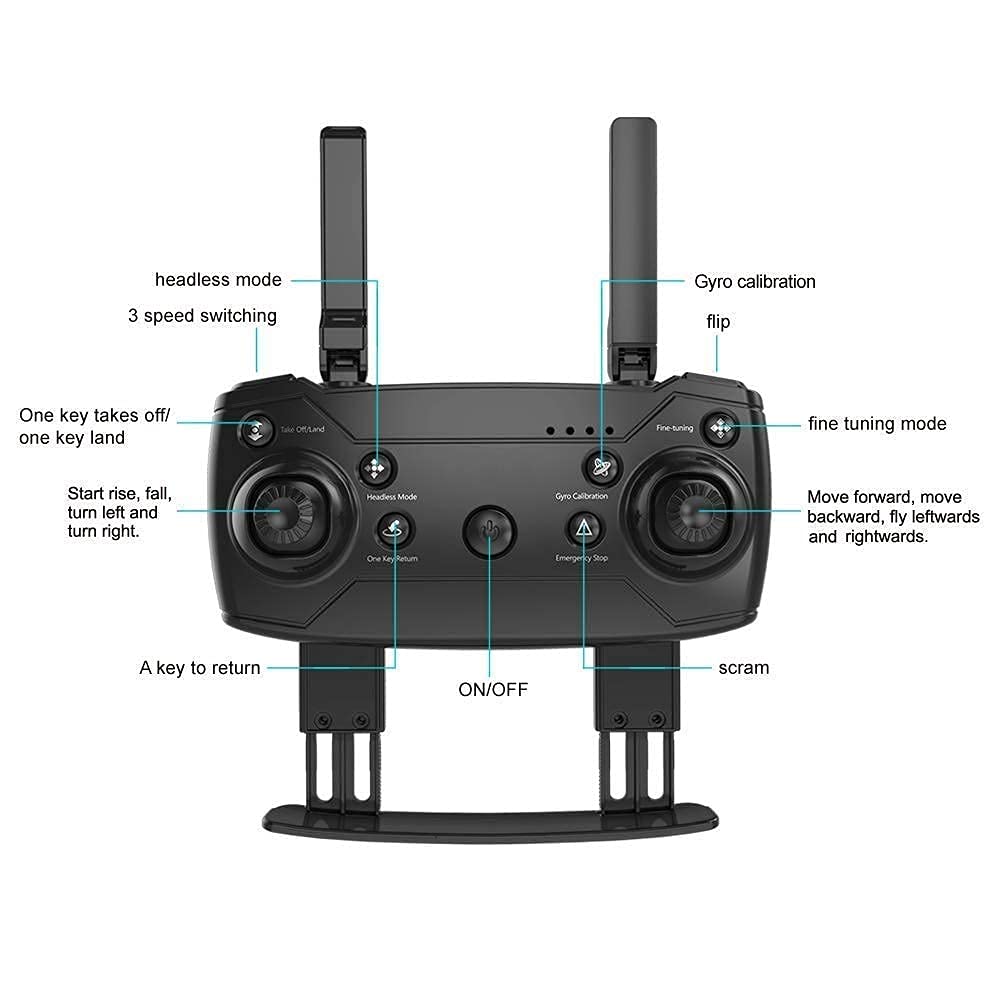 headless mode
Gyro calibration
3 speed switching
flip
One key takes off/
one key land
Take Off/Land
Fine-tuning
fine tuning mode
Headless Mode
Gyro Calibration
Start rise, fall,
turn left and
turn right.
Move forward, move
backward, fly leftwards
and rightwards.
One Key Return
Emergency Stop
A key to return
ON/OFF
scram